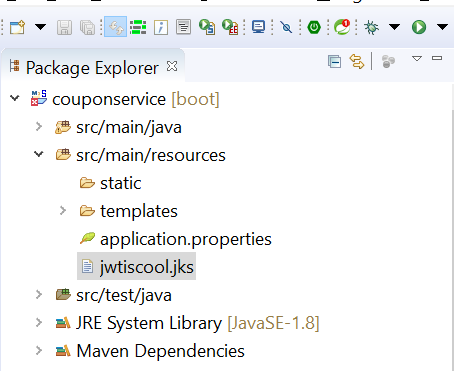 Package Explorer
couponservice [boot]
src/main/java
src/main/resources
static
templates
application.properties
jwtiscool.jks
src/test/java
JRE System Library [JavaSE-1.8]
Maven Dependencies